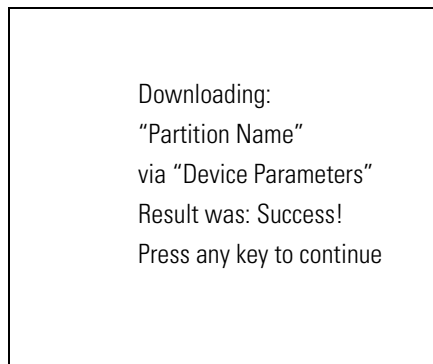 Downloading:
“Partition Name”
via “Device Parameters”
Result was: Success!
Press any key to continue